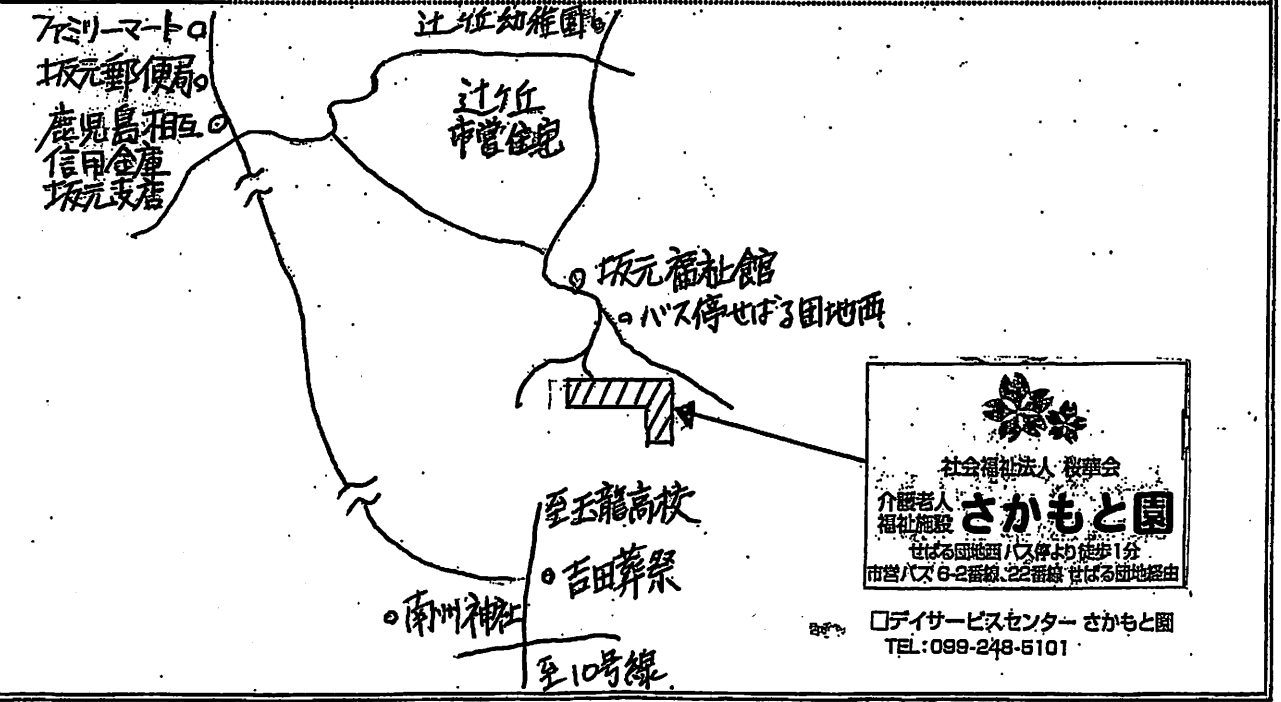 ファミリーマート
坂元郵便局
鹿児島相互
信用金庫
坂元支店
辻ヶ丘幼稚園
辻ヶ丘
市営住宅
坂元福祉館
バス停せばる団地西
社会福祉法人 桜華会
介護老人
福祉施設 さかもと園
せばる団地西 バス停より徒歩1分
市営バス 6-2番線、22番線 せばる団地経由
至玉龍高校
吉田葬祭
南州神社
至10号線
□デイサービスセンター さかもと園
TEL:099-248-5101